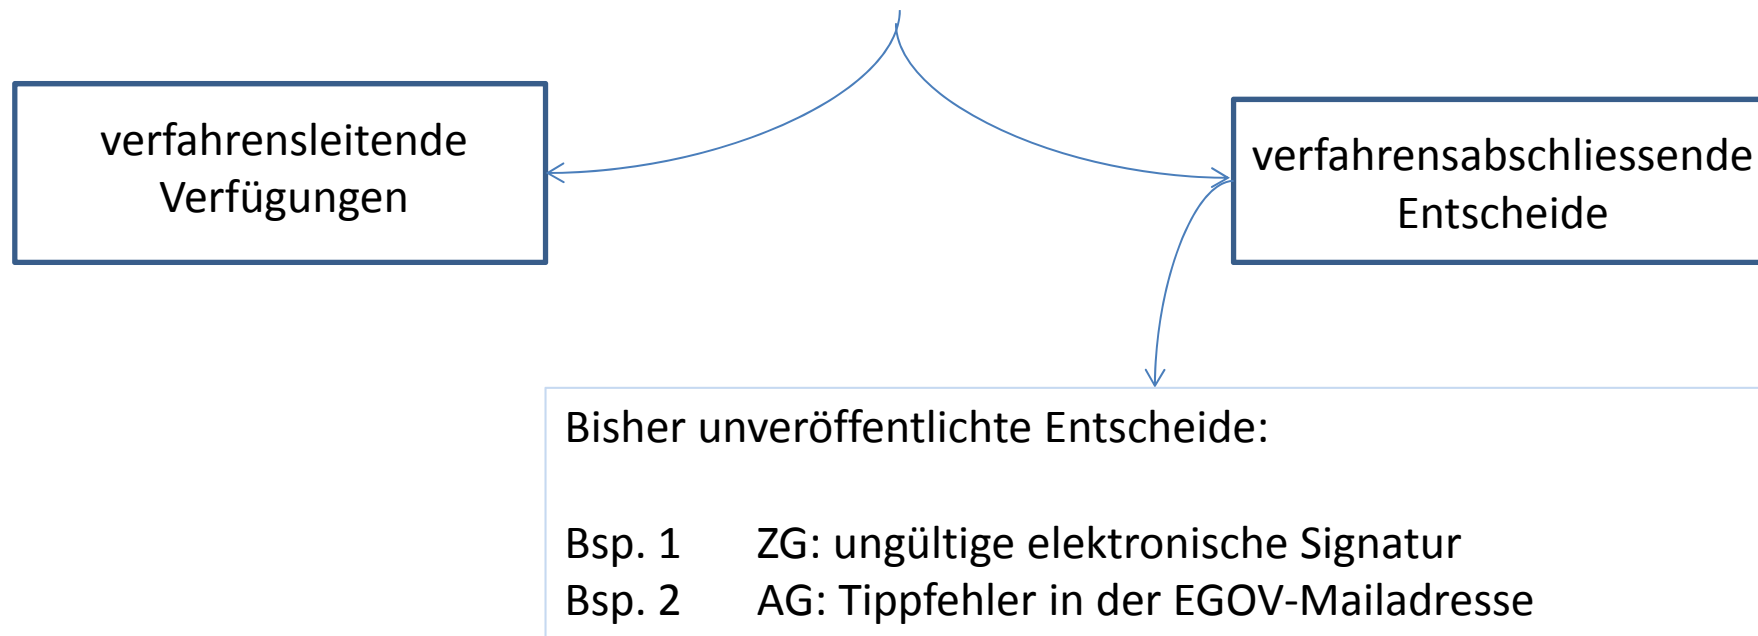 verfahrensleitende
Verfügungen
verfahrensabschliessende
Entscheide
Bisher unveröffentlichte Entscheide:
Bsp. 1 ZG: ungültige elektronische Signatur
Bsp. 2 AG: Tippfehler in der EGOV-Mailadresse